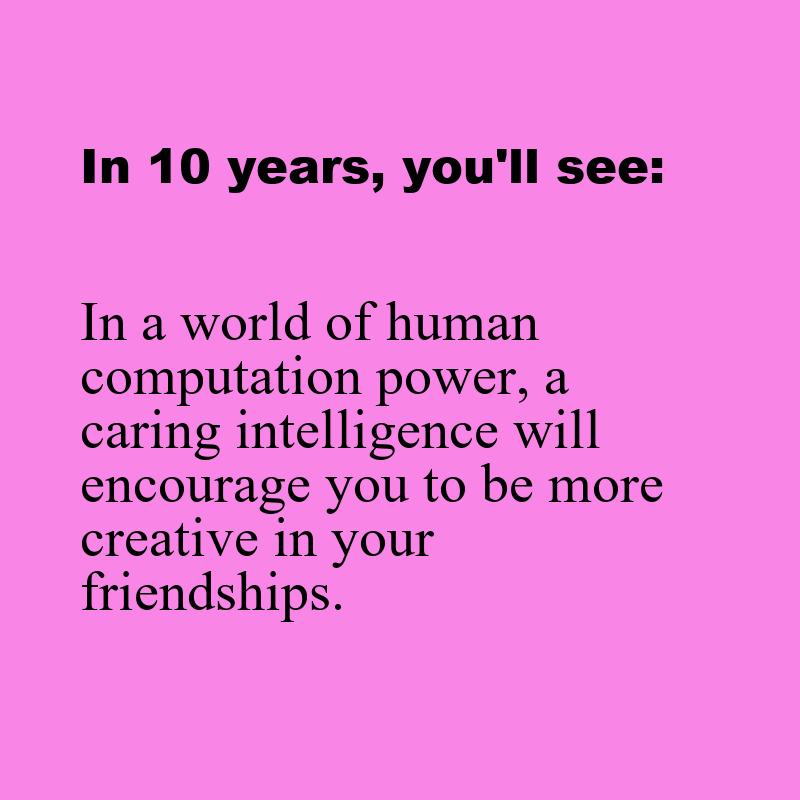 In 10 years, you'll see:
In a world of human
computation power, a
caring intelligence will
encourage you to be more
creative in your
friendships.